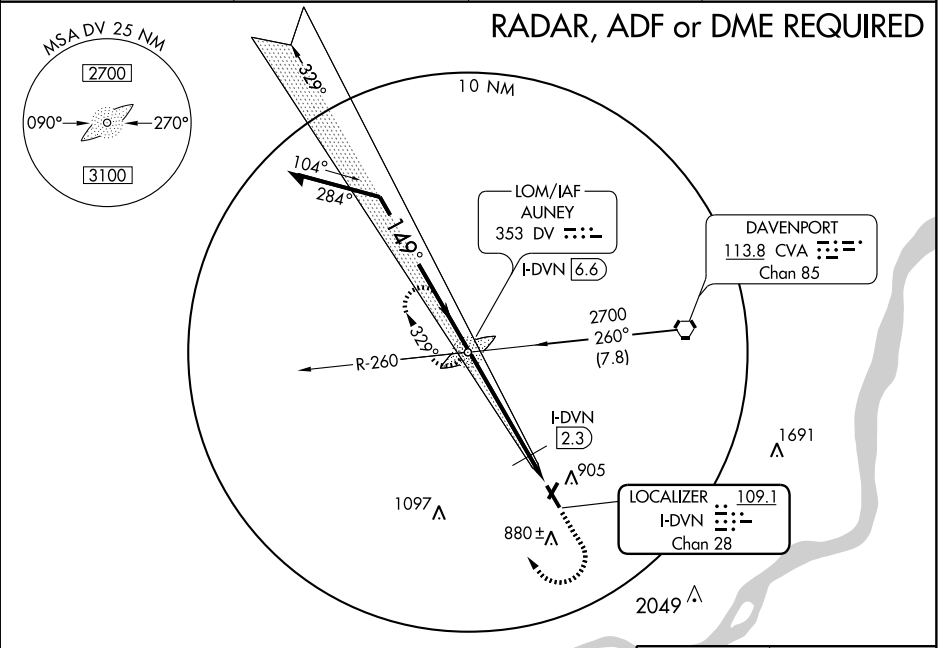 RADAR, ADF or DME REQUIRED
MSA DV 25 NM
2700
090°
270°
3100
10 NM
329°
104°
284°
149°
LOM/IAF
AUNEY
353 DV
I-DVN 6.6
DAVENPORT
113.8 CVA
Chan 85
2700
260°
(7.8)
329°
R-260
I-DVN
2.3
1691
905
1097
880±
LOCALIZER 109.1
I-DVN
Chan 28
2049